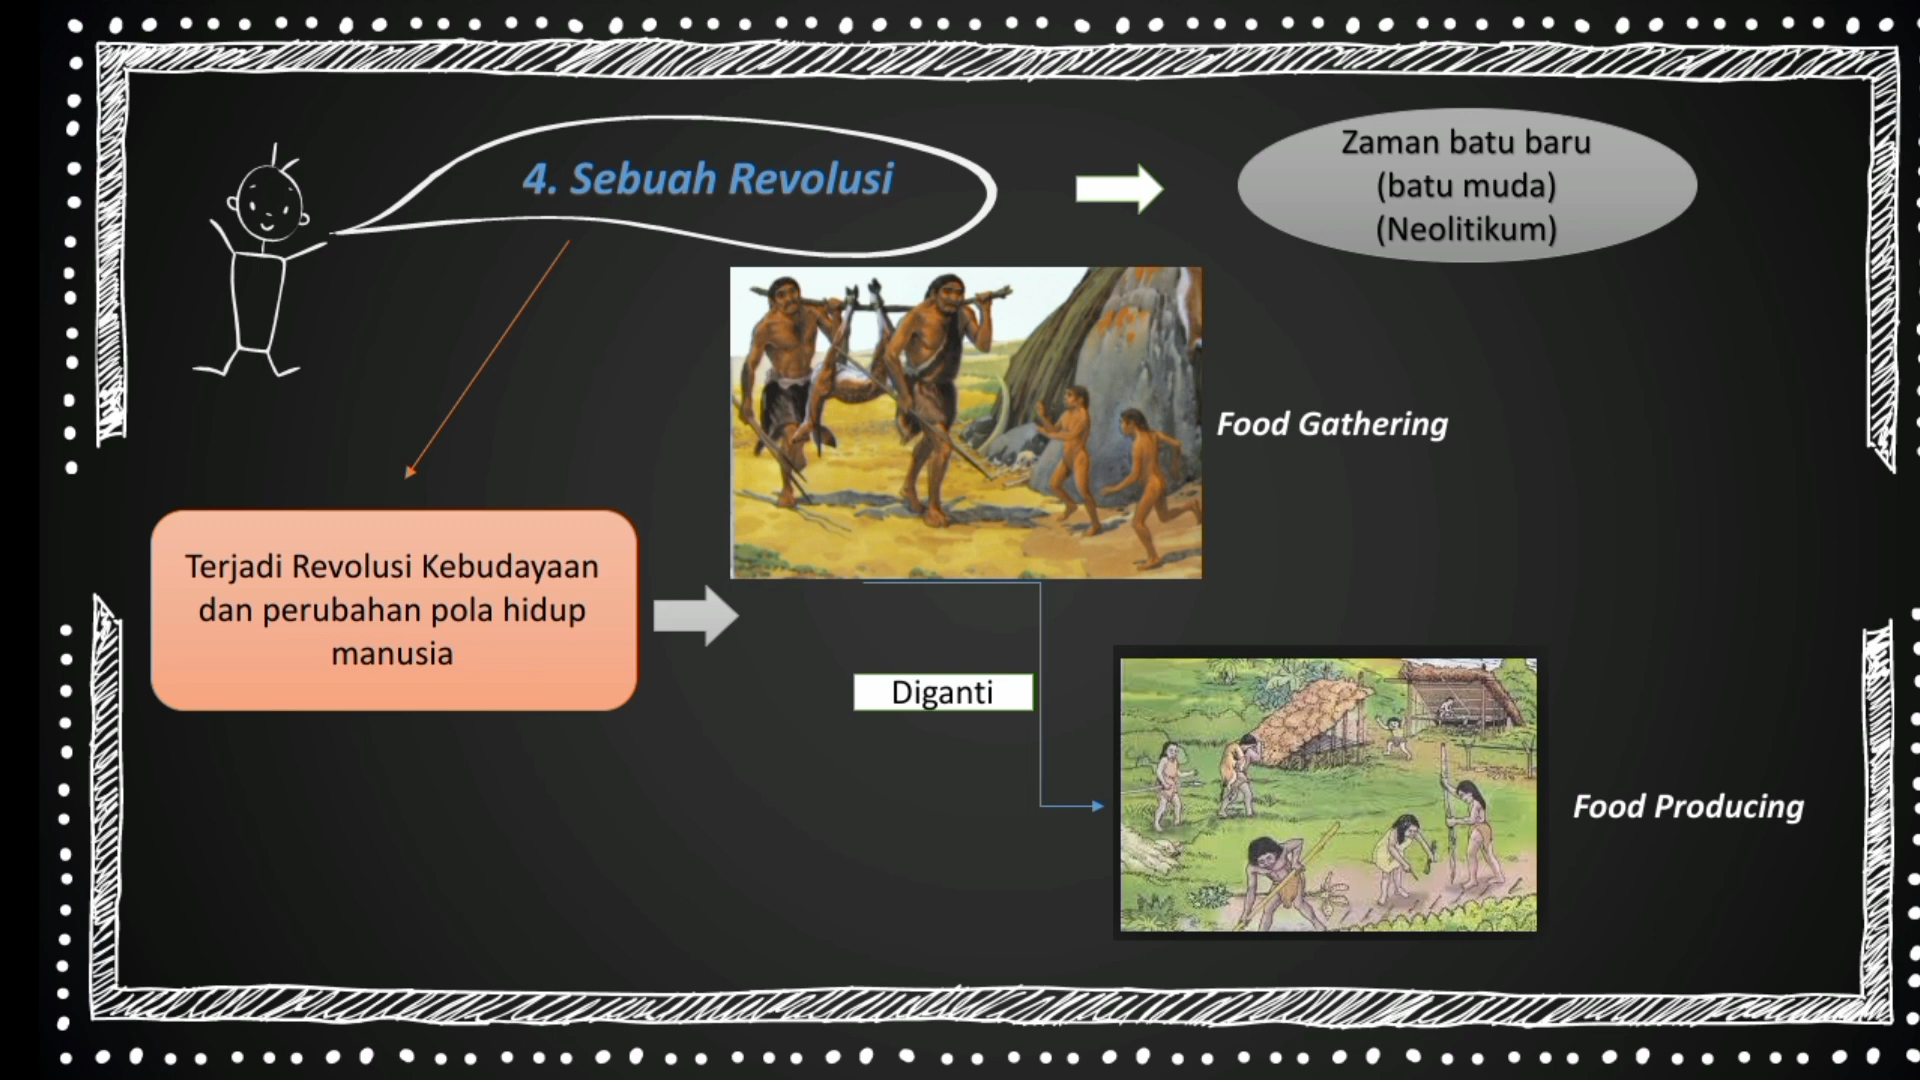 4. Sebuah Revolusi
Zaman batu baru
(batu muda)
(Neolitikum)
Food Gathering
Terjadi Revolusi Kebudayaan
dan perubahan pola hidup
manusia
Diganti
Food Producing